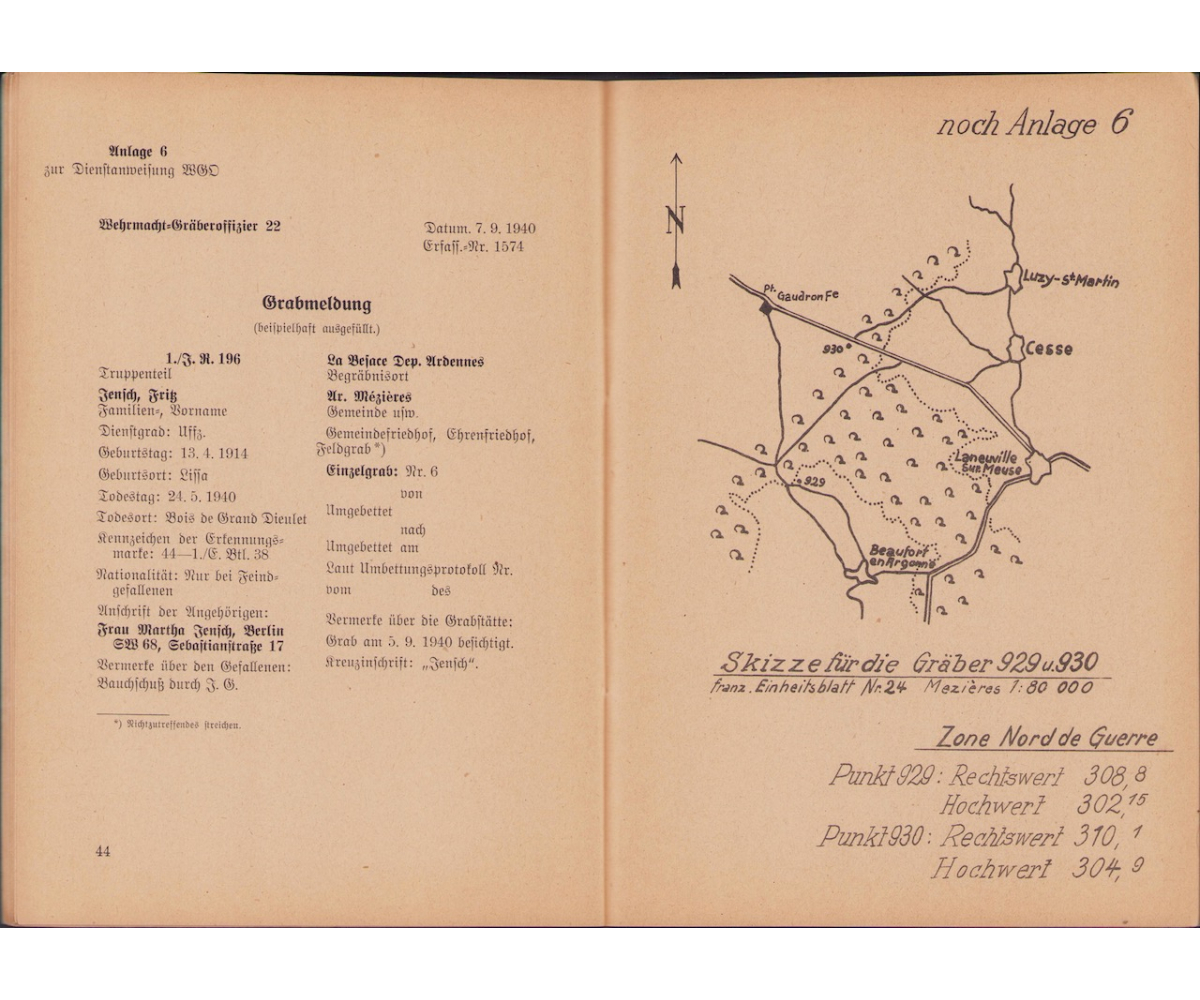 Anlage 6
zur Dienstanweisung WGO
Wehrmacht-Gräberoffizier 22
Datum. 7. 9. 1940
Erfass.-Nr. 1574
Grabmeldung
(beispielhaft ausgefüllt.)
1./J. R. 196
Truppenteil
Jensch, Fritz
Familien-, Vorname
Dienstgrad: Uffz.
Geburtstag: 13. 4. 1914
Geburtsort: Lissa
Todestag: 24. 5. 1940
Todesort: Bois de Grand Dieulet
Kennzeichen der Erkennungs-
marke: 44—1./E. Btl. 38
Nationalität: Nur bei Feind-
gefallenen
Anschrift der Angehörigen:
Frau Martha Jensch, Berlin
SW 68, Sebastianstraße 17
Vermerke über den Gefallenen:
Bauchschuß durch J. G.
La Besace Dep. Ardennes
Begräbnisort
Ar. Mézières
Gemeinde usw.
Gemeindefriedhof, Ehrenfriedhof,
Feldgrab *)
Einzelgrab: Nr. 6
von
Umgebettet
nach
Umgebettet am
Laut Umbettungsprotokoll Nr.
vom des
Vermerke über die Grabstätte:
Grab am 5. 9. 1940 besichtigt.
Kreuzinschrift: „Jensch“.
*) Nichtzutreffendes streichen.
44
noch Anlage 6
N
Luzy-St Martin
Pt. Gaudron Fe
930
Cesse
Laneuville
sur Meuse
929
Beaufort
en Argonne
Skizze für die Gräber 929 u. 930
franz. Einheitsblatt Nr. 24 Mezières 1: 80 000
Zone Nord de Guerre
Punkt 929: Rechtswert 308,8
Hochwert 302,15
Punkt 930: Rechtswert 310,1
Hochwert 304,9